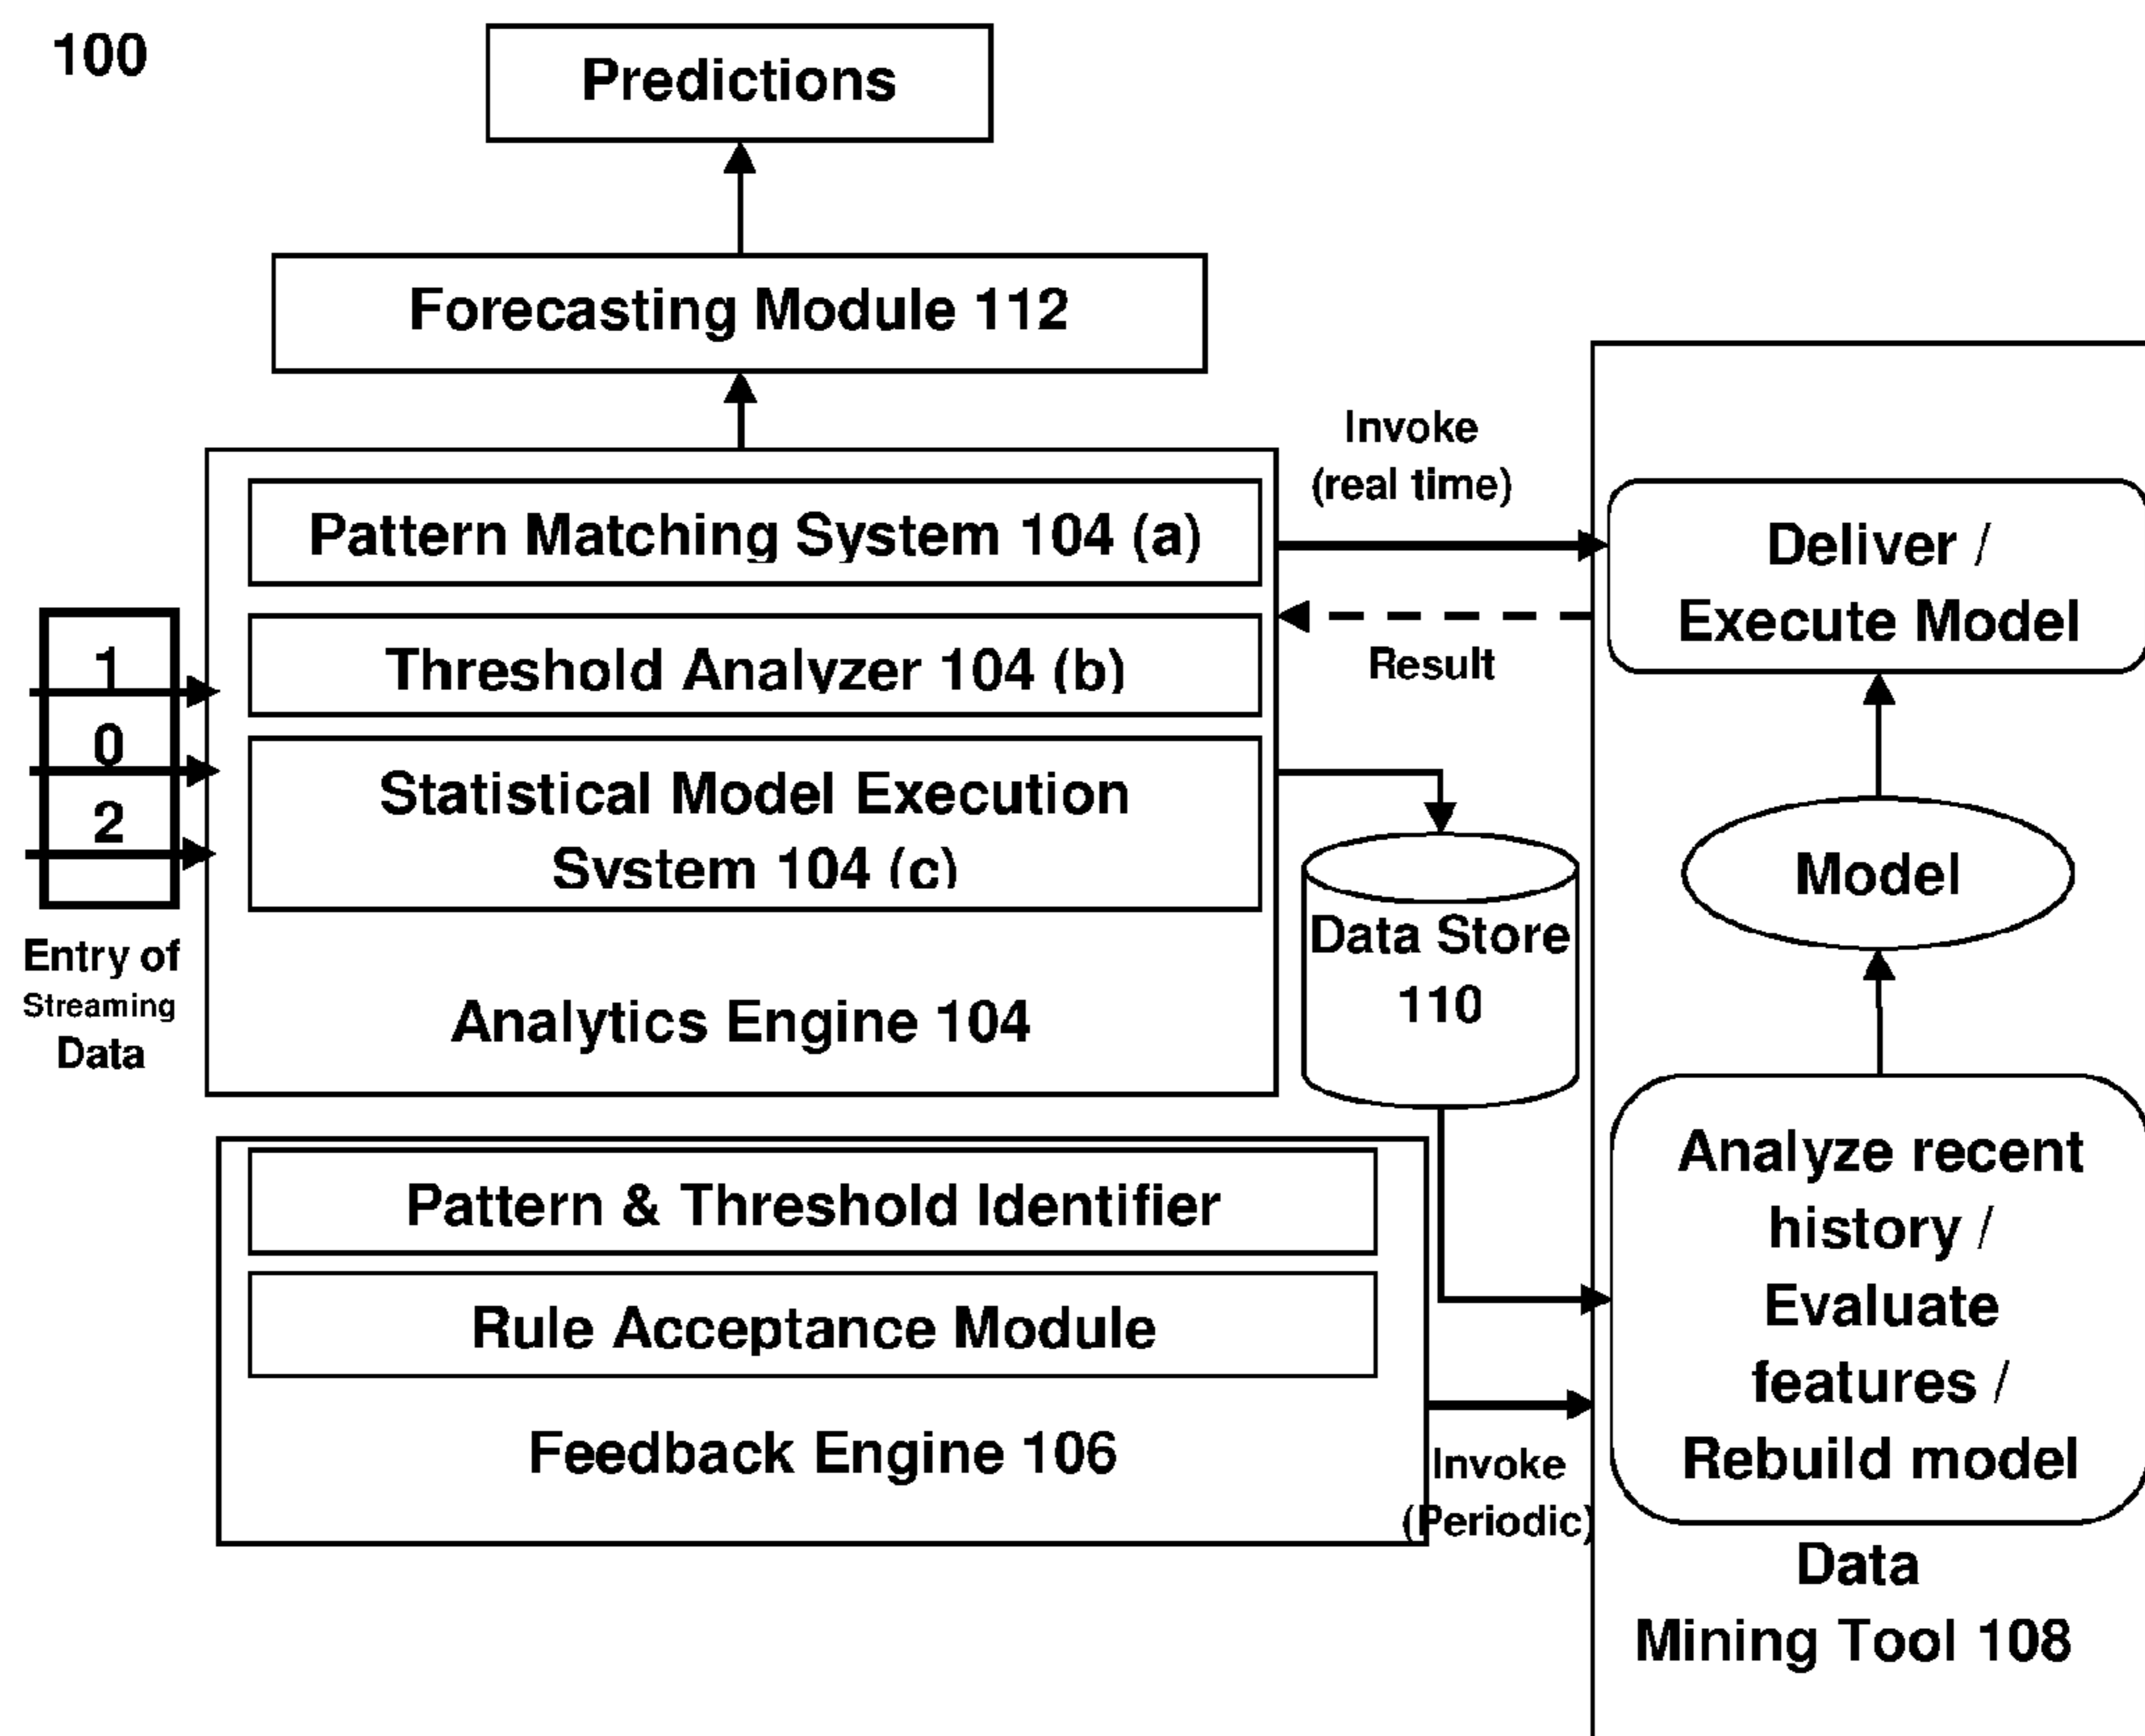 100
Predictions
Forecasting Module 112
Invoke
(real time)
Pattern Matching System 104 (a)
Deliver /
Execute Model
Result
Threshold Analyzer 104 (b)
1
0
2
Statistical Model Execution
System 104 (c)
Model
Data Store
110
Entry of
Streaming
Data
Analytics Engine 104
Pattern & Threshold Identifier
Rule Acceptance Module
Feedback Engine 106
Invoke
(Periodic)
Analyze recent
history /
Evaluate
features /
Rebuild model
Data
Mining Tool 108